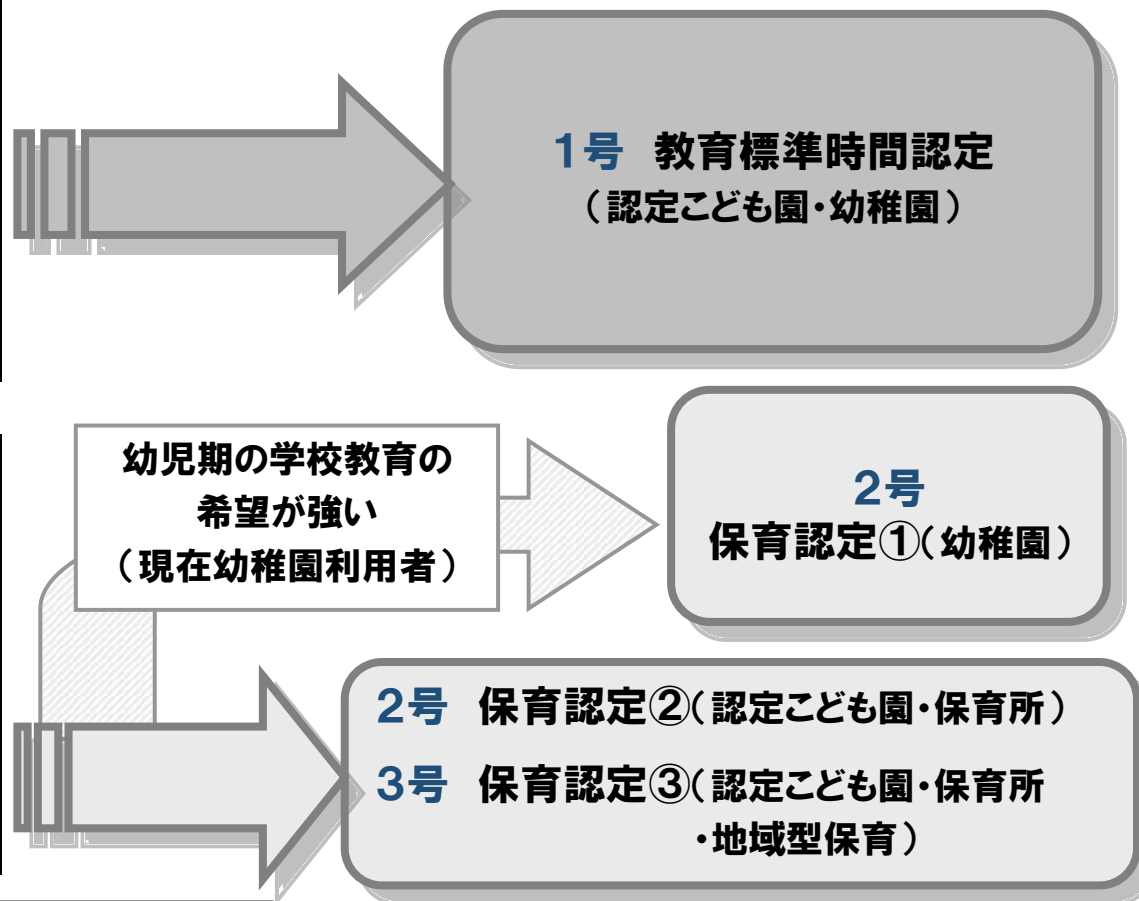 1号 教育標準時間認定
（認定こども園・幼稚園）
幼児期の学校教育の
希望が強い
（現在幼稚園利用者）
2号
保育認定①（幼稚園）
2号 保育認定②（認定こども園・保育所）
3号 保育認定③（認定こども園・保育所
・地域型保育）